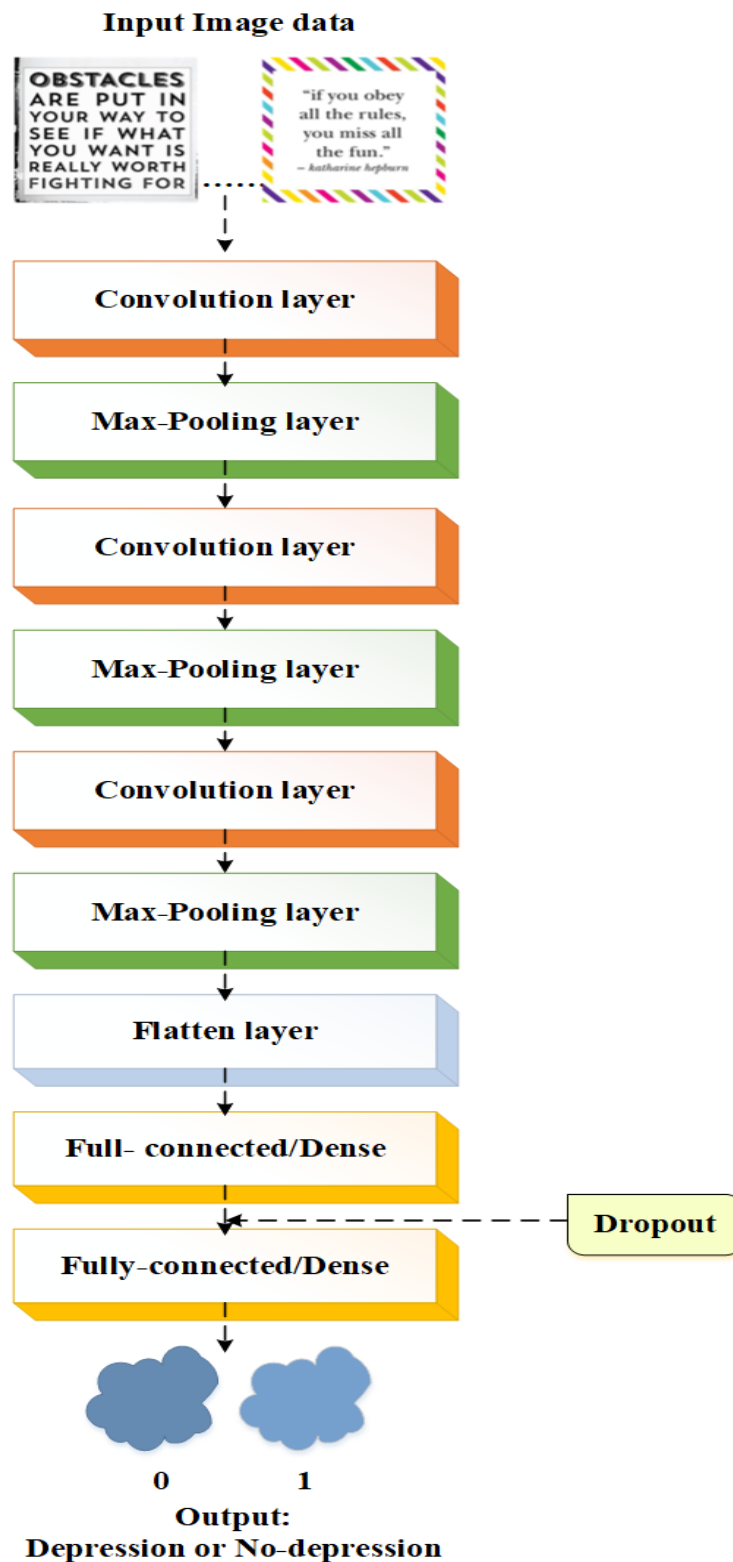 Input Image data
OBSTACLES
ARE PUT IN
YOUR WAY TO
SEE IF WHAT
YOU WANT IS
REALLY WORTH
FIGHTING FOR
“if you obey
all the rules,
you miss all
the fun.”
– katharine hepburn
Convolution layer
Max-Pooling layer
Convolution layer
Max-Pooling layer
Convolution layer
Max-Pooling layer
Flatten layer
Full- connected/Dense
Dropout
Fully-connected/Dense
0 1
Output:
Depression or No-depression